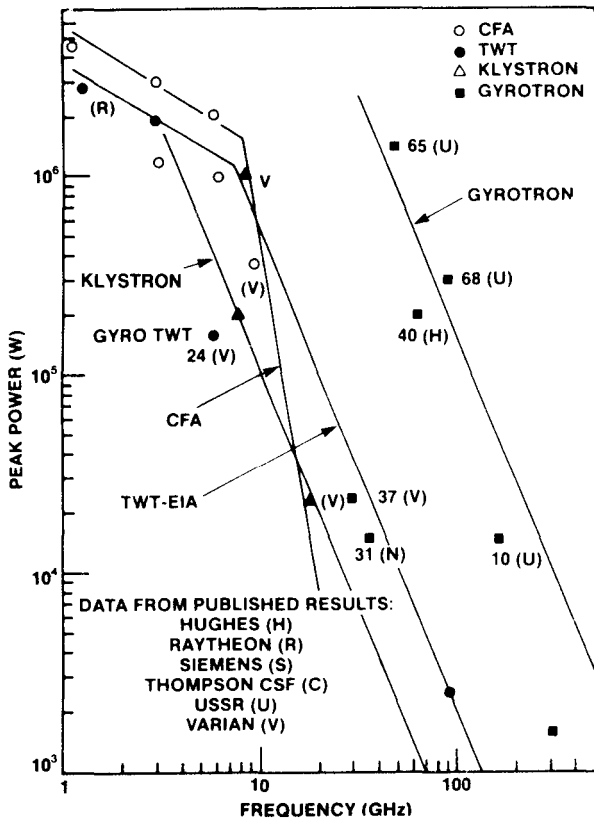 CFA
TWT
KLYSTRON
GYROTRON
(R)
65 (U)
V
GYROTRON
KLYSTRON
68 (U)
(V)
GYRO TWT
40 (H)
24 (V)
CFA
TWT-EIA
(V)
37 (V)
31 (N)
10 (U)
DATA FROM PUBLISHED RESULTS:
HUGHES (H)
RAYTHEON (R)
SIEMENS (S)
THOMPSON CSF (C)
USSR (U)
VARIAN (V)
PEAK POWER (W)
10⁶
10⁵
10⁴
10³
1
10
100
FREQUENCY (GHz)